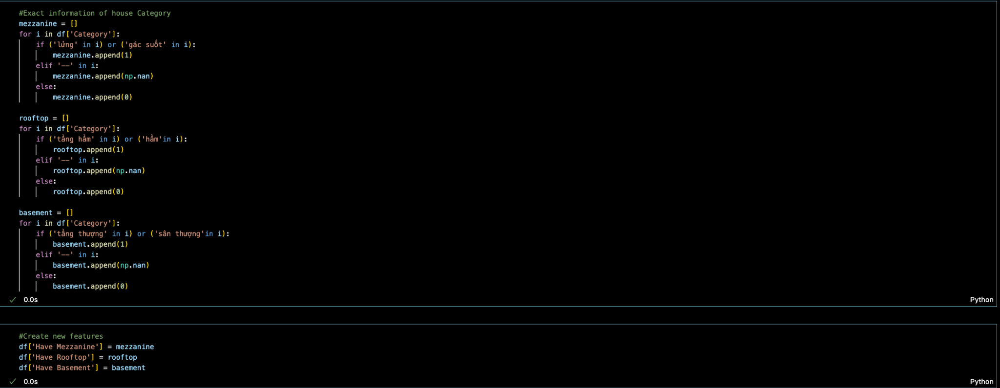 #Exact information of house Category
mezzanine = []
for i in df['Category']:
    if ('lửng' in i) or ('gác suốt' in i):
        mezzanine.append(1)
    elif '--' in i:
        mezzanine.append(np.nan)
    else:
        mezzanine.append(0)
rooftop = []
for i in df['Category']:
    if ('tầng hầm' in i) or ('hầm'in i):
        rooftop.append(1)
    elif '--' in i:
        rooftop.append(np.nan)
    else:
        rooftop.append(0)
basement = []
for i in df['Category']:
    if ('tầng thượng' in i) or ('sân thượng'in i):
        basement.append(1)
    elif '--' in i:
        basement.append(np.nan)
    else:
        basement.append(0)
0.0s Python
#Create new features
df['Have Mezzanine'] = mezzanine
df['Have Rooftop'] = rooftop
df['Have Basement'] = basement
0.0s Python